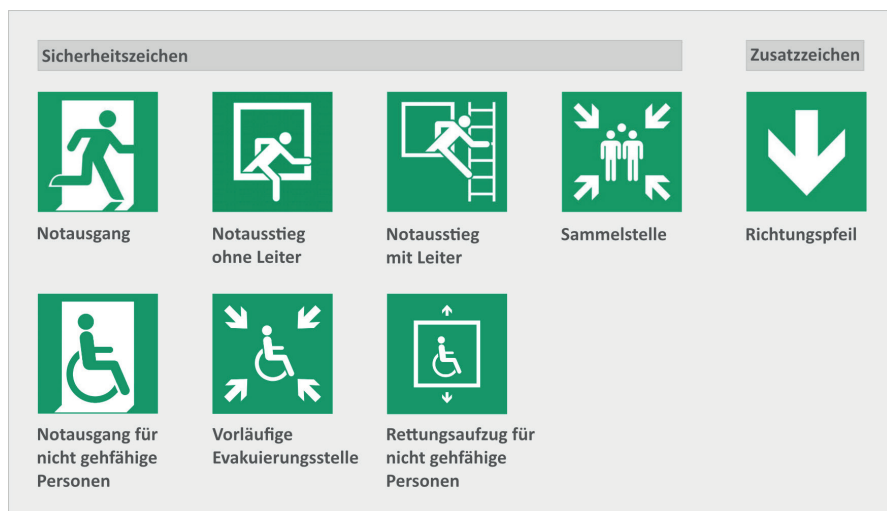 Sicherheitszeichen
Zusatzzeichen
Notausgang
Notausstieg
ohne Leiter
Notausstieg
mit Leiter
Sammelstelle
Richtungspfeil
Notausgang für
nicht gehfähige
Personen
Vorläufige
Evakuierungsstelle
Rettungsaufzug für
nicht gehfähige
Personen